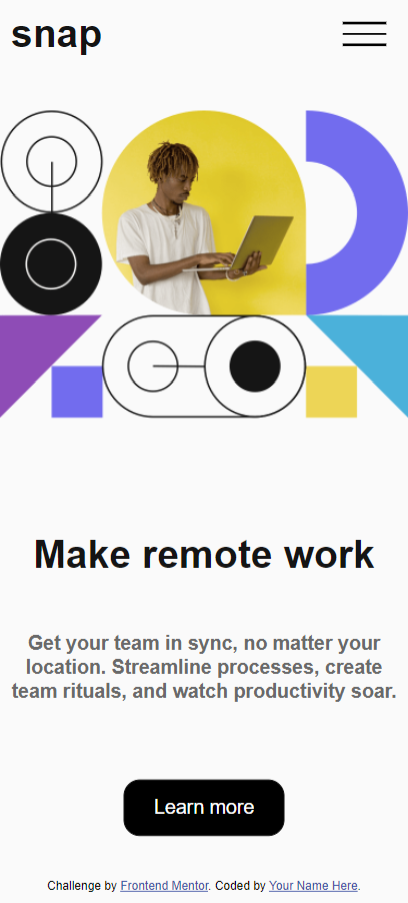 snap
Make remote work
Get your team in sync, no matter your
location. Streamline processes, create
team rituals, and watch productivity soar.
Learn more
Challenge by Frontend Mentor. Coded by Your Name Here.